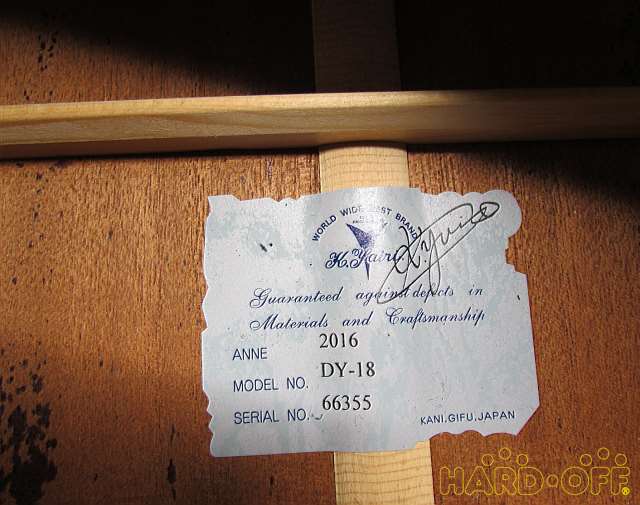 WORLD WIDE BEST BRAND
K.Yairi
K.Yairi
Guaranteed against defects in
Materials and Craftsmanship
ANNE 2016
MODEL NO. DY-18
SERIAL NO. 66355
KANI.GIFU.JAPAN
HARD·OFF